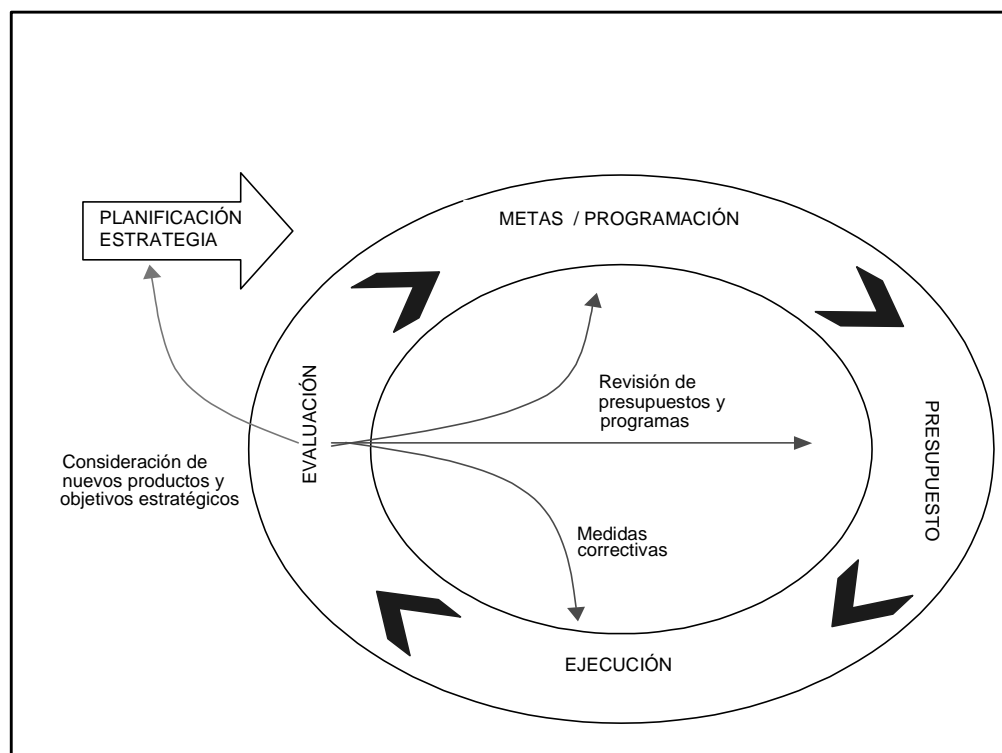 PLANIFICACIÓN
ESTRATEGIA
METAS / PROGRAMACIÓN
EVALUACIÓN
Revisión de
presupuestos y
programas
PRESUPUESTO
Consideración de
nuevos productos y
objetivos estratégicos
Medidas
correctivas
EJECUCIÓN